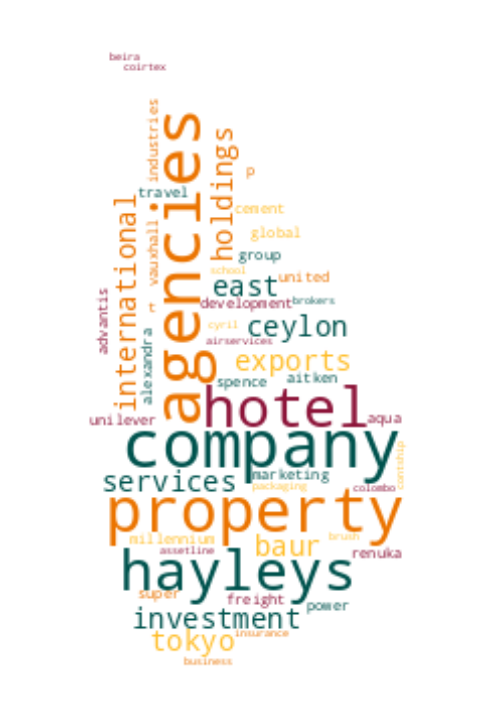 beira
coirtex
industries
agencies
holdings
p
travel
international
vauxhall
cement
global
group
school
east
united
advantis
t
development
brokers
alexandra
cyril
ceylon
airservices
exports
spence
aitken
hotel
unilever
aqua
company
contship
services
marketing
packaging
colombo
property
millennium
baur
brush
assetline
renuka
hayleys
super
freight
power
investment
tokyo
insurance
business